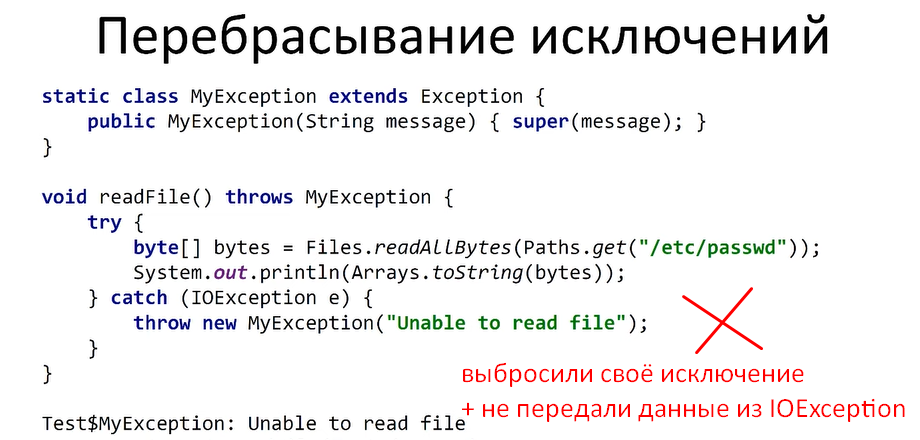 Перебрасывание исключений
static class MyException extends Exception {
    public MyException(String message) { super(message); }
}
void readFile() throws MyException {
    try {
        byte[] bytes = Files.readAllBytes(Paths.get("/etc/passwd"));
        System.out.println(Arrays.toString(bytes));
    } catch (IOException e) {
        throw new MyException("Unable to read file");
    }
}
выбросили своё исключение
+ не передали данные из IOException
Test$MyException: Unable to read file